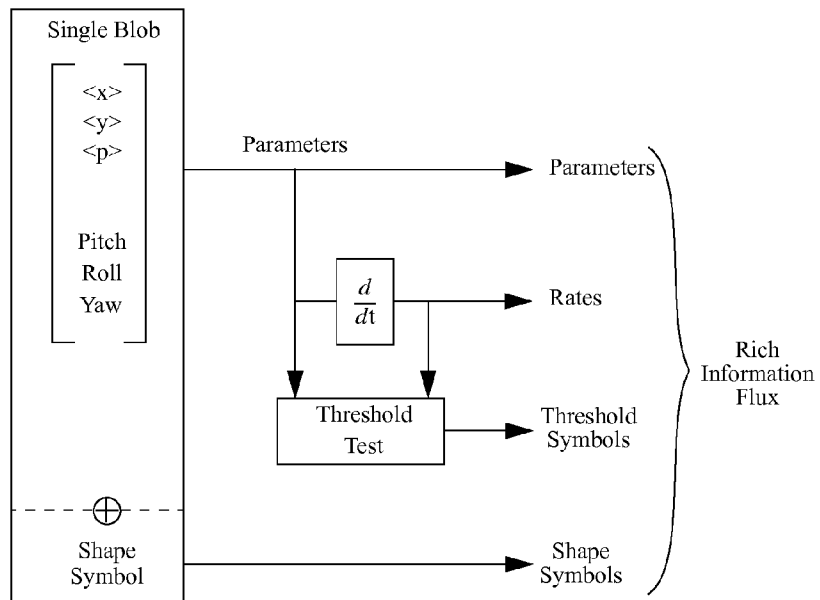 Single Blob
<x>
<y>
<p>
Pitch
Roll
Yaw
Shape
Symbol
Parameters
Parameters
d
dt
Rates
Threshold
Test
Threshold
Symbols
Shape
Symbols
Rich
Information
Flux